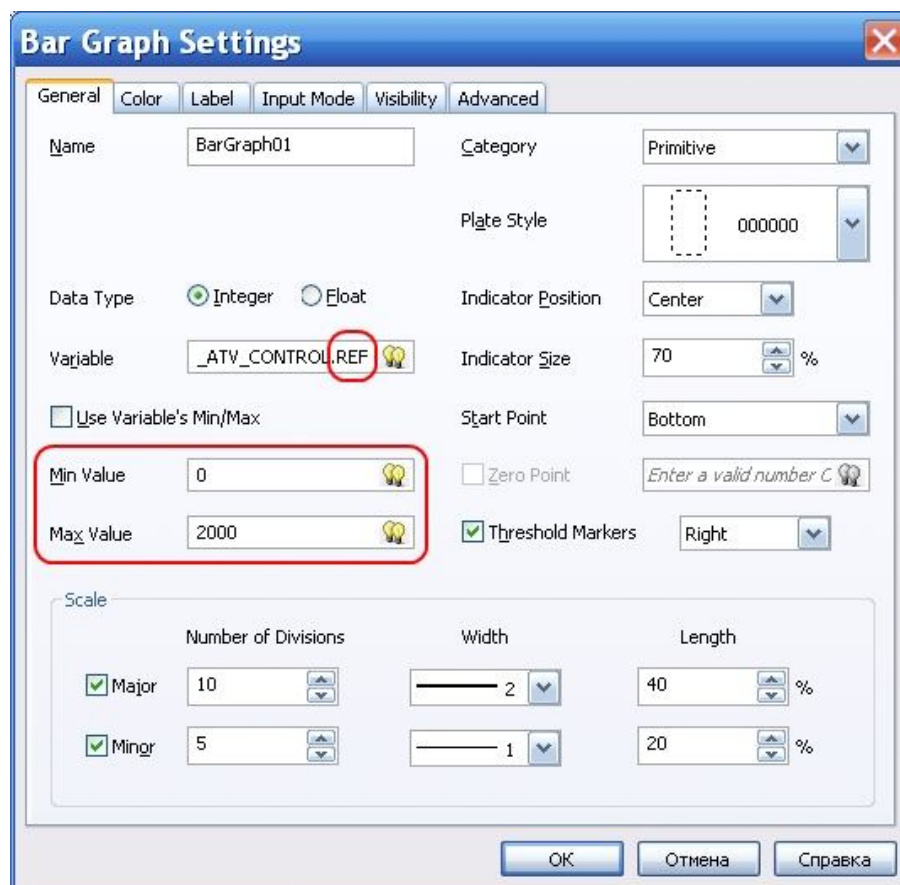 Bar Graph Settings
General Color Label Input Mode Visibility Advanced
Name BarGraph01 Category Primitive
Plate Style 000000
Data Type Integer Float Indicator Position Center
Variable _ATV_CONTROL.REF Indicator Size 70 %
Use Variable's Min/Max Start Point Bottom
Min Value 0 Zero Point Enter a valid number C
Max Value 2000 Threshold Markers Right
Scale
Number of Divisions Width Length
Major 10 2 40 %
Minor 5 1 20 %
ОК Отмена Справка